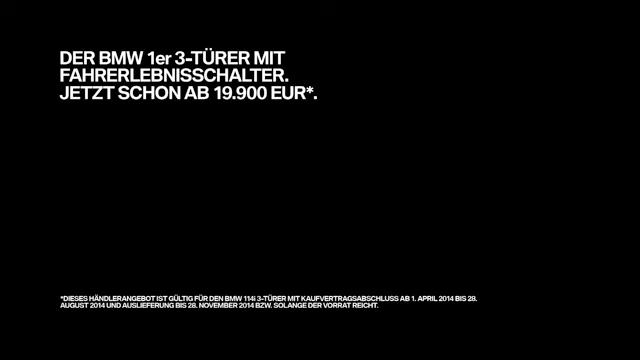 DER BMW 1er 3-TÜRER MIT
FAHRERLEBNISSCHALTER.
JETZT SCHON AB 19.900 EUR*.
*DIESES HÄNDLERANGEBOT IST GÜLTIG FÜR DEN BMW 114i 3-TÜRER MIT KAUFVERTRAGSABSCHLUSS AB 1. APRIL 2014 BIS 28.
AUGUST 2014 UND AUSLIEFERUNG BIS 28. NOVEMBER 2014 BZW. SOLANGE DER VORRAT REICHT.